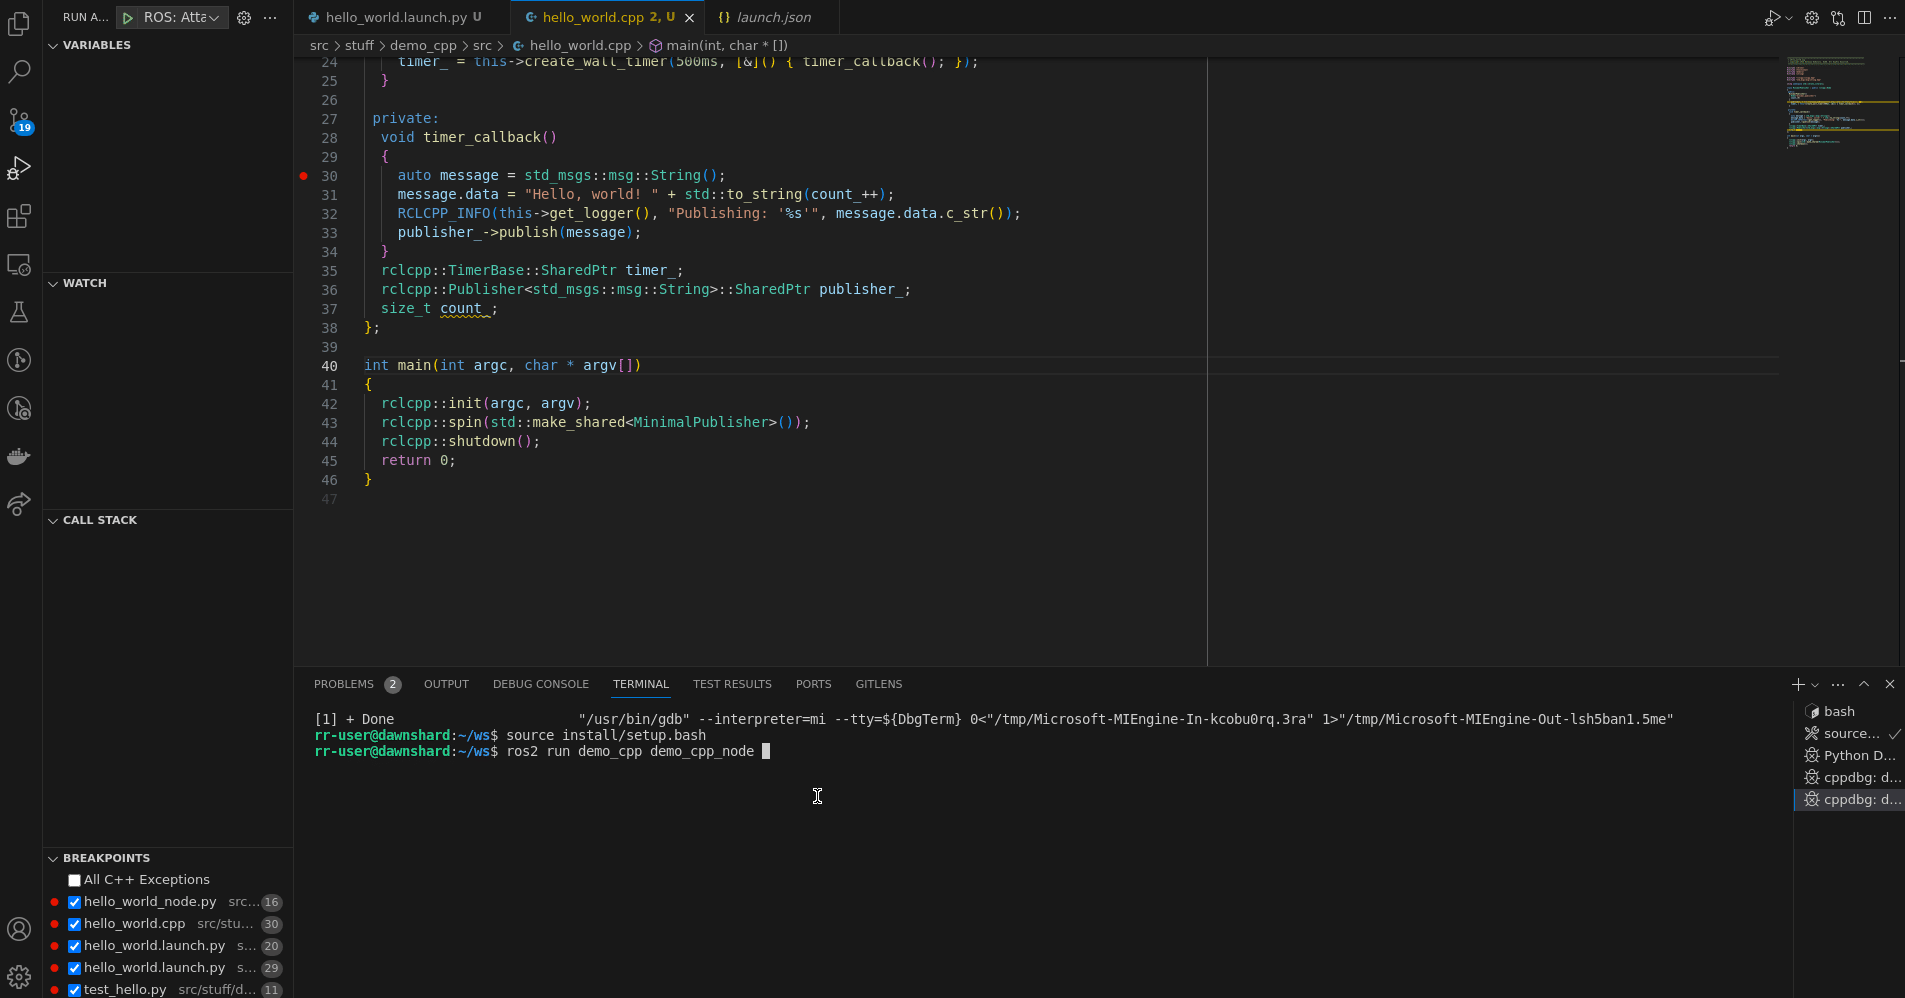 RUN A... ROS: Atta
hello_world.launch.py U
hello_world.cpp 2, U
launch.json
VARIABLES
src > stuff > demo_cpp > src > hello_world.cpp > main(int, char * [])
24 timer_ = this->create_wall_timer(500ms, [&]() { timer_callback(); });
25 }
26
27 private:
28 void timer_callback()
29 {
30 auto message = std_msgs::msg::String();
31 message.data = "Hello, world! " + std::to_string(count_++);
32 RCLCPP_INFO(this->get_logger(), "Publishing: '%s'", message.data.c_str());
33 publisher_->publish(message);
34 }
35 rclcpp::TimerBase::SharedPtr timer_;
36 rclcpp::Publisher<std_msgs::msg::String>::SharedPtr publisher_;
37 size_t count_;
38 };
39
40 int main(int argc, char * argv[])
41 {
42 rclcpp::init(argc, argv);
43 rclcpp::spin(std::make_shared<MinimalPublisher>());
44 rclcpp::shutdown();
45 return 0;
46 }
47
19
WATCH
CALL STACK
BREAKPOINTS
All C++ Exceptions
hello_world_node.py src... 16
hello_world.cpp src/stu... 30
hello_world.launch.py s... 20
hello_world.launch.py s... 29
test_hello.py src/stuff/d... 11
PROBLEMS 2 OUTPUT DEBUG CONSOLE TERMINAL TEST RESULTS PORTS GITLENS
[1] + Done "/usr/bin/gdb" --interpreter=mi --tty=${DbgTerm} 0<"/tmp/Microsoft-MIEngine-In-kcobu0rq.3ra" 1>"/tmp/Microsoft-MIEngine-Out-lsh5ban1.5me"
rr-user@dawnshard:~/ws$ source install/setup.bash
rr-user@dawnshard:~/ws$ ros2 run demo_cpp demo_cpp_node
bash
source...
Python D...
cppdbg: d...
cppdbg: d...